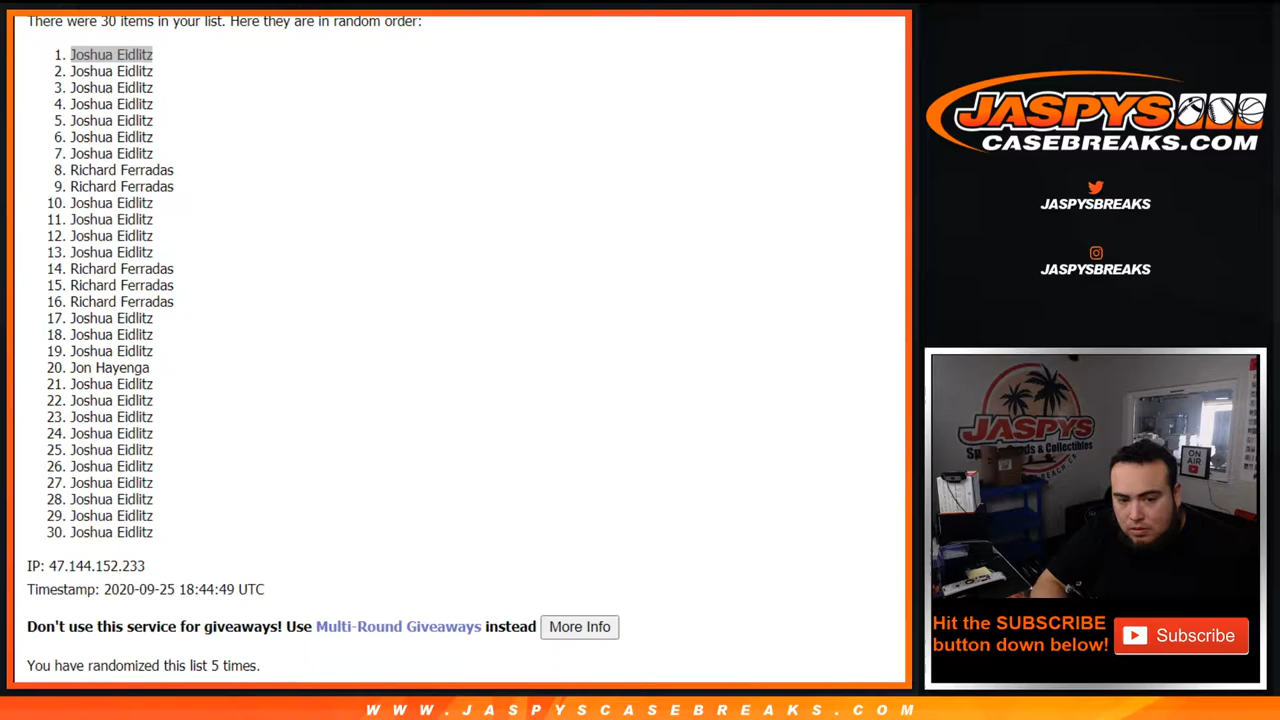 There were 30 items in your list. Here they are in random order:
1. Joshua Eidlitz
2. Joshua Eidlitz
3. Joshua Eidlitz
4. Joshua Eidlitz
5. Joshua Eidlitz
6. Joshua Eidlitz
7. Joshua Eidlitz
8. Richard Ferradas
9. Richard Ferradas
10. Joshua Eidlitz
11. Joshua Eidlitz
12. Joshua Eidlitz
13. Joshua Eidlitz
14. Richard Ferradas
15. Richard Ferradas
16. Richard Ferradas
17. Joshua Eidlitz
18. Joshua Eidlitz
19. Joshua Eidlitz
20. Jon Hayenga
21. Joshua Eidlitz
22. Joshua Eidlitz
23. Joshua Eidlitz
24. Joshua Eidlitz
25. Joshua Eidlitz
26. Joshua Eidlitz
27. Joshua Eidlitz
28. Joshua Eidlitz
29. Joshua Eidlitz
30. Joshua Eidlitz
IP: 47.144.152.233
Timestamp: 2020-09-25 18:44:49 UTC
Don't use this service for giveaways! Use Multi-Round Giveaways instead More Info
You have randomized this list 5 times.
JASPYS
CASEBREAKS.COM
JASPYSBREAKS
JASPYSBREAKS
JASPYS
& Collectibles
ON AIR
Hit the SUBSCRIBE
button down below!
Subscribe
WWW.JASPYSCASEBREAKS.COM